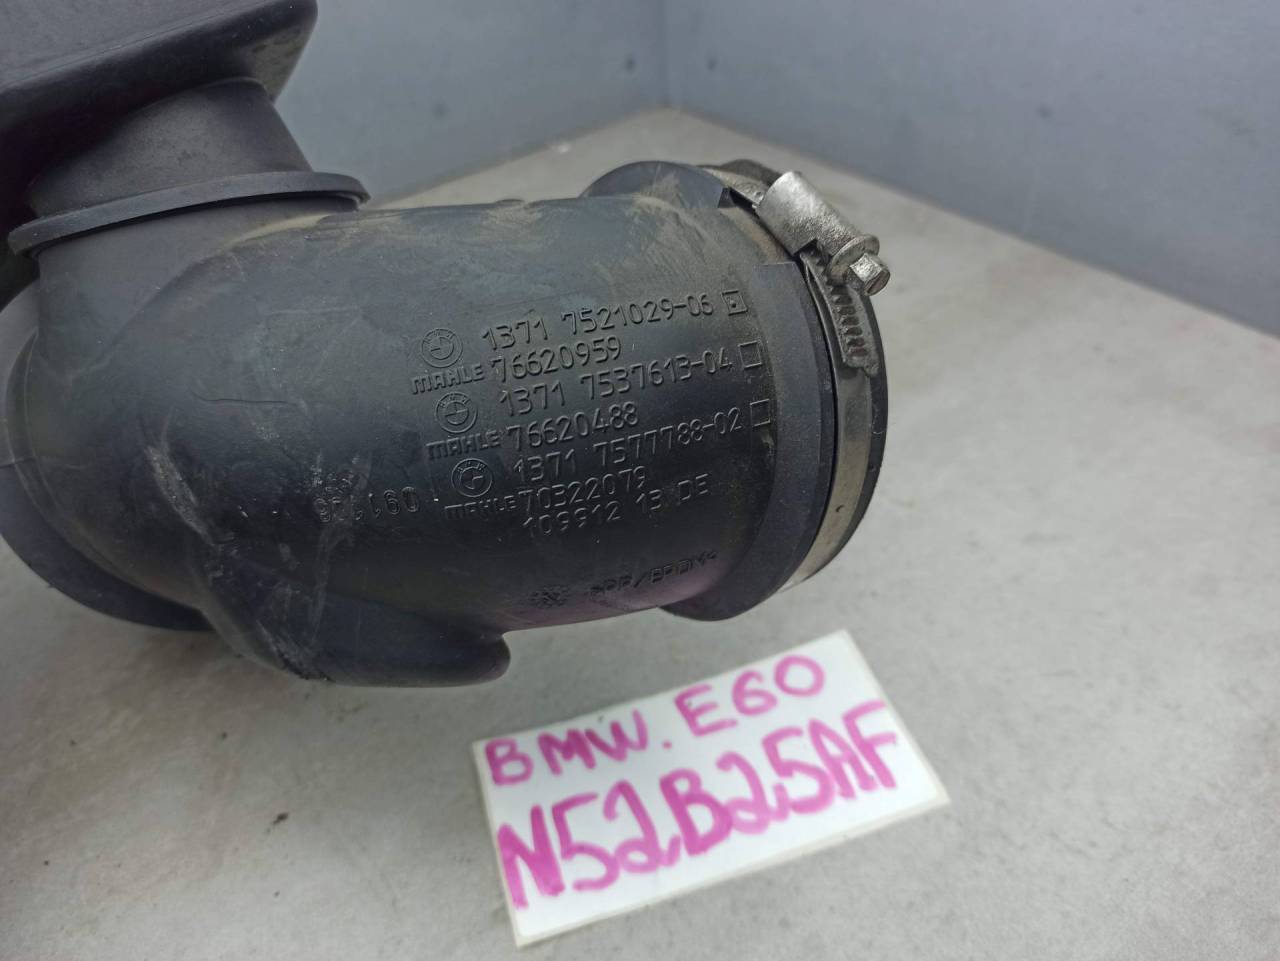 1371 7521029-06
MAHLE 76620959
1371 7537613-04
MAHLE 76620488
1371 7577788-02
MAHLE 70322079
109912 13 DE
BMW. E60
N52B25AF